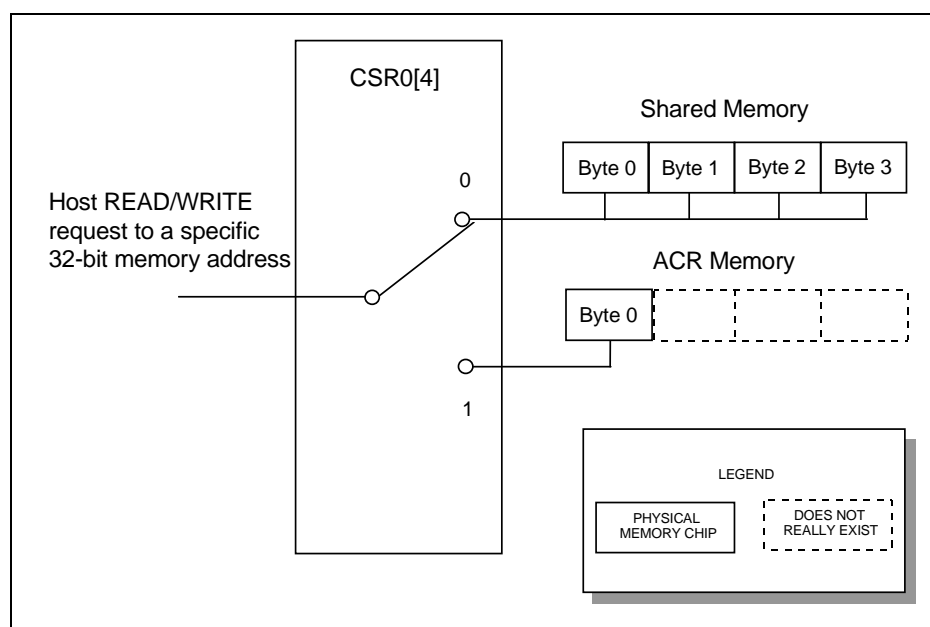 CSR0[4]
Shared Memory
Byte 0
Byte 1
Byte 2
Byte 3
0
Host READ/WRITE
request to a specific
32-bit memory address
ACR Memory
Byte 0
1
LEGEND
PHYSICAL
MEMORY CHIP
DOES NOT
REALLY EXIST